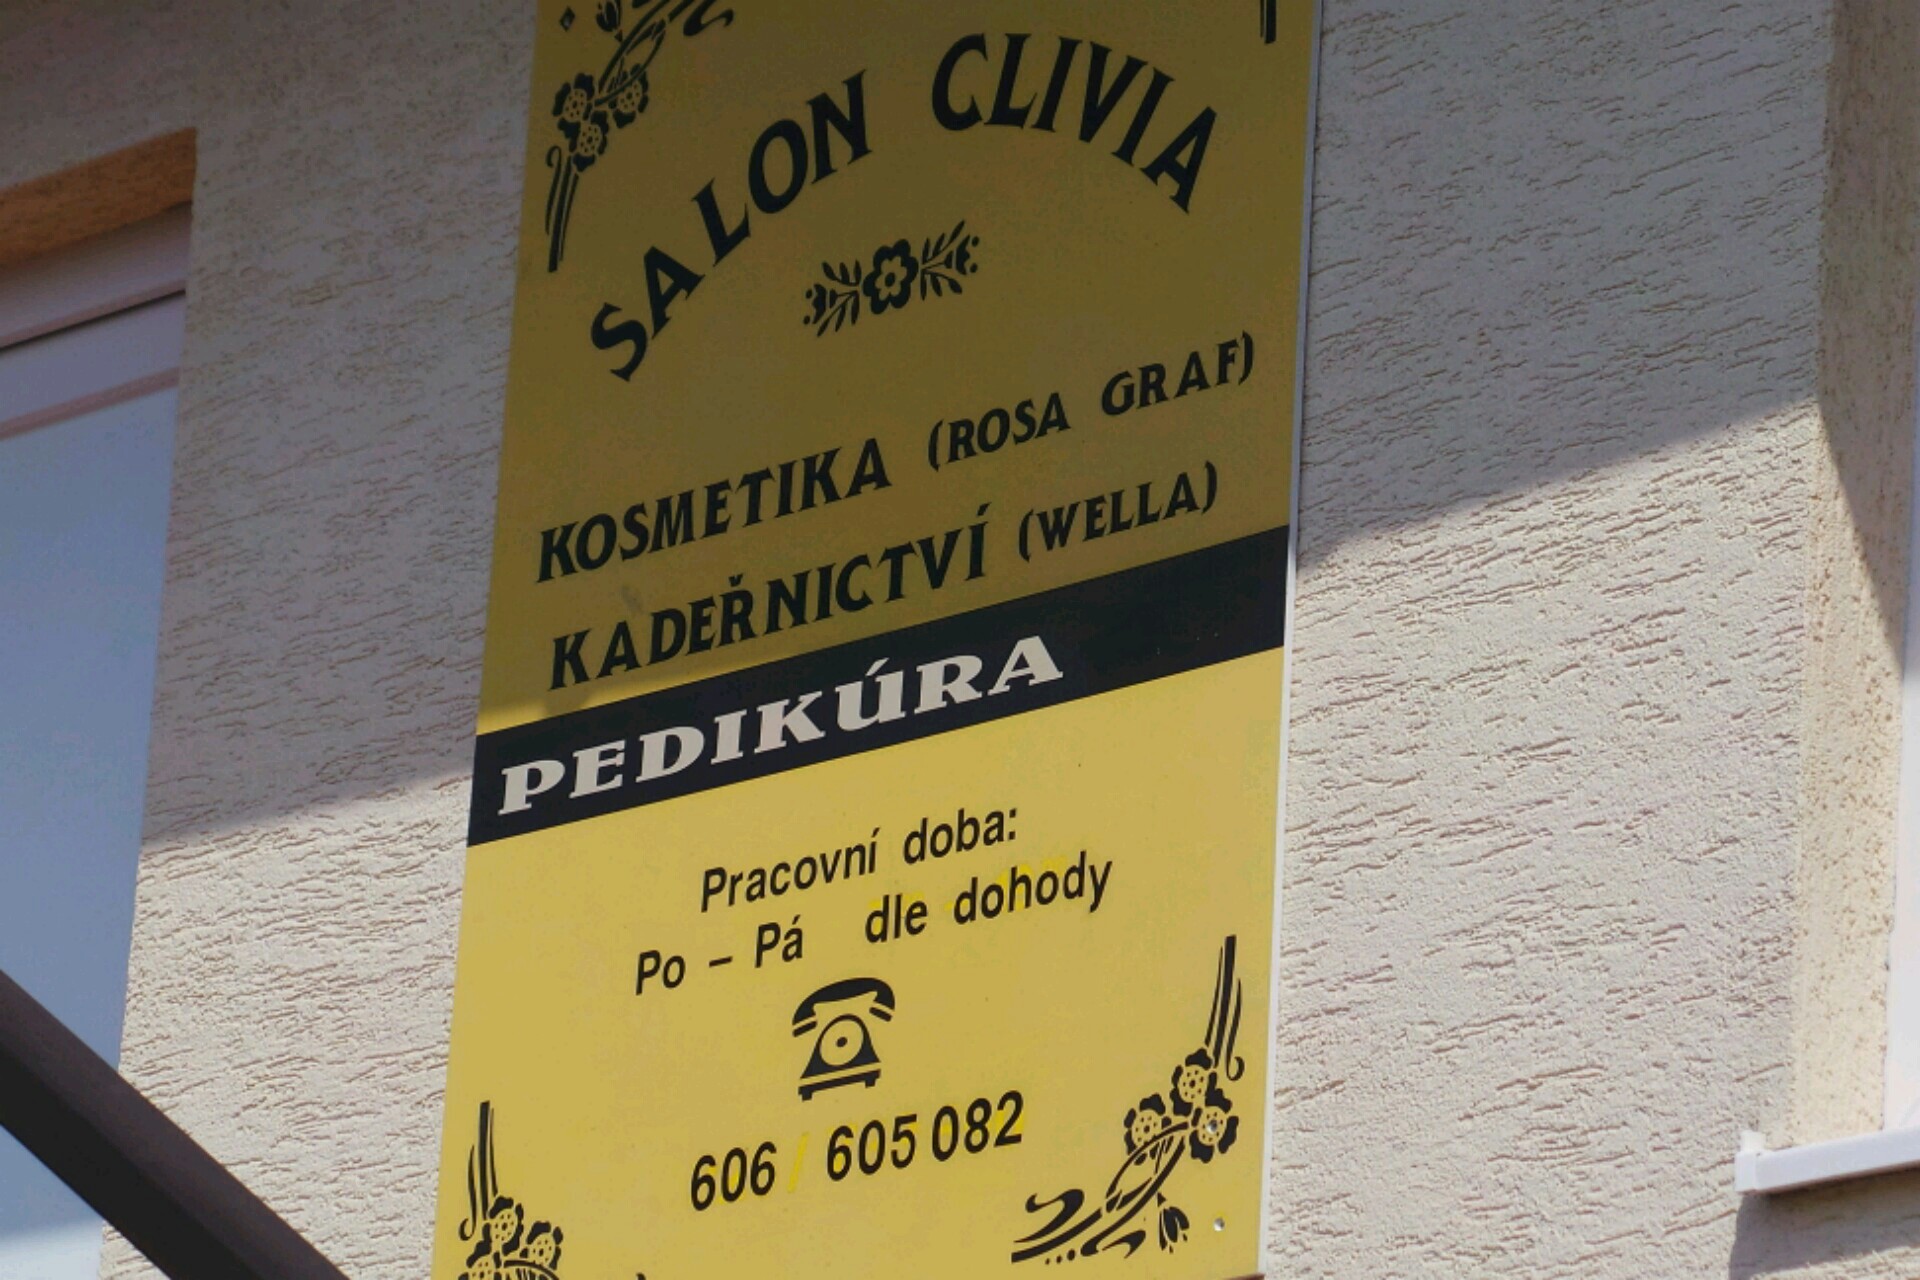 SALON CLIVIA
KOSMETIKA (ROSA GRAF)
KADEŘNICTVÍ (WELLA)
PEDIKÚRA
Pracovní doba:
Po – Pá dle dohody
606 / 605 082